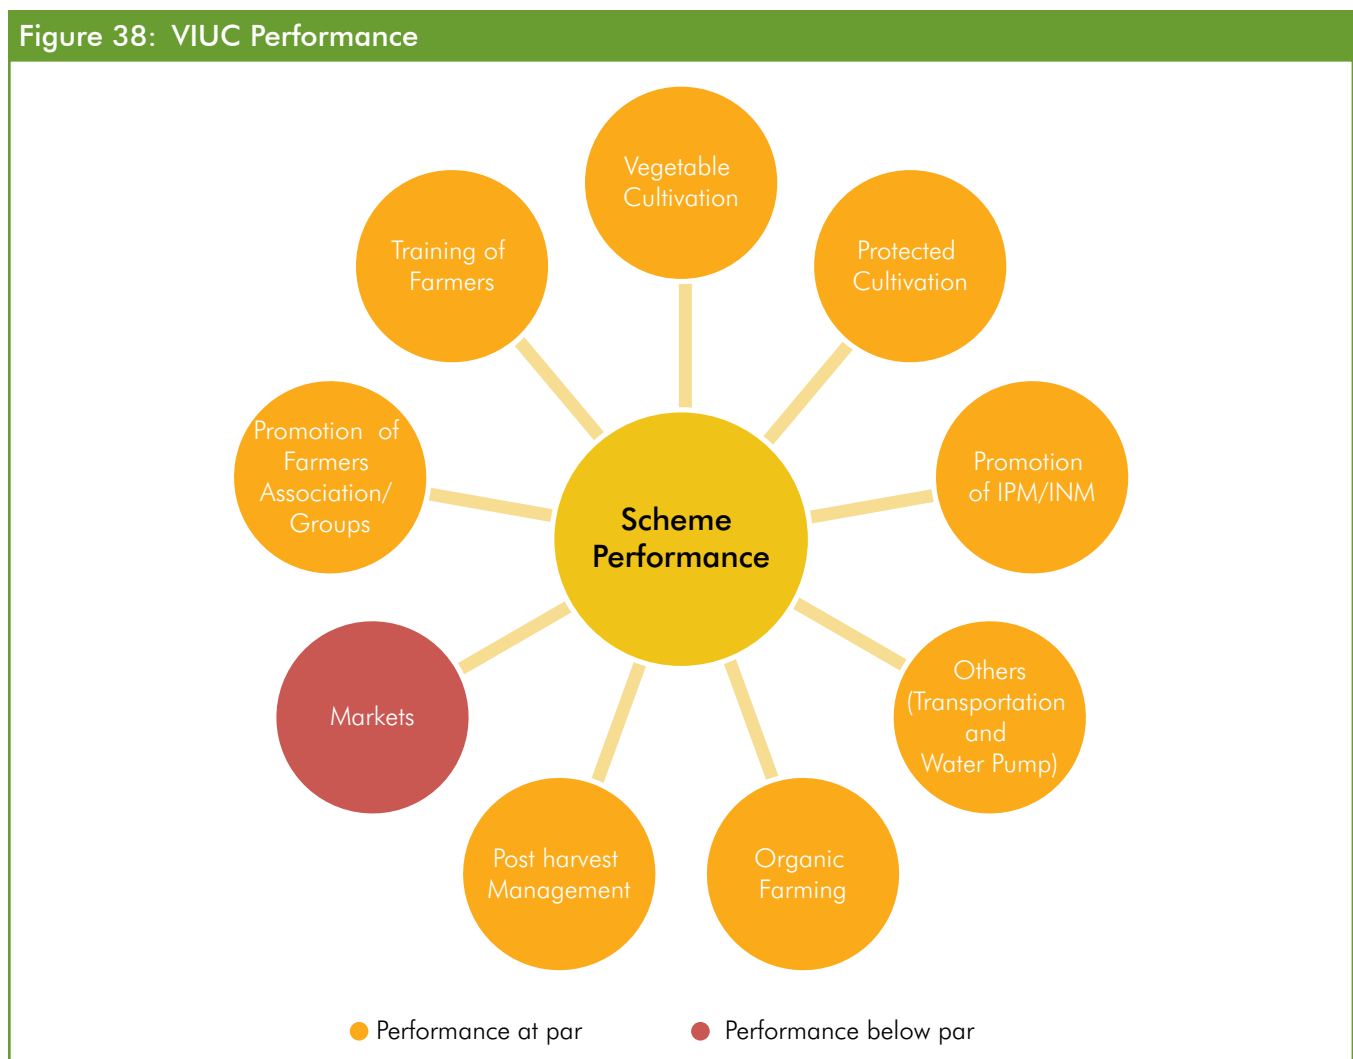 Figure 38: VIUC Performance
Vegetable
Cultivation
Protected
Cultivation
Promotion
of IPM/INM
Others
(Transportation
and
Water Pump)
Organic
Farming
Post harvest
Management
Markets
Promotion of
Farmers
Association/
Groups
Training of
Farmers
Scheme
Performance
Performance at par
Performance below par